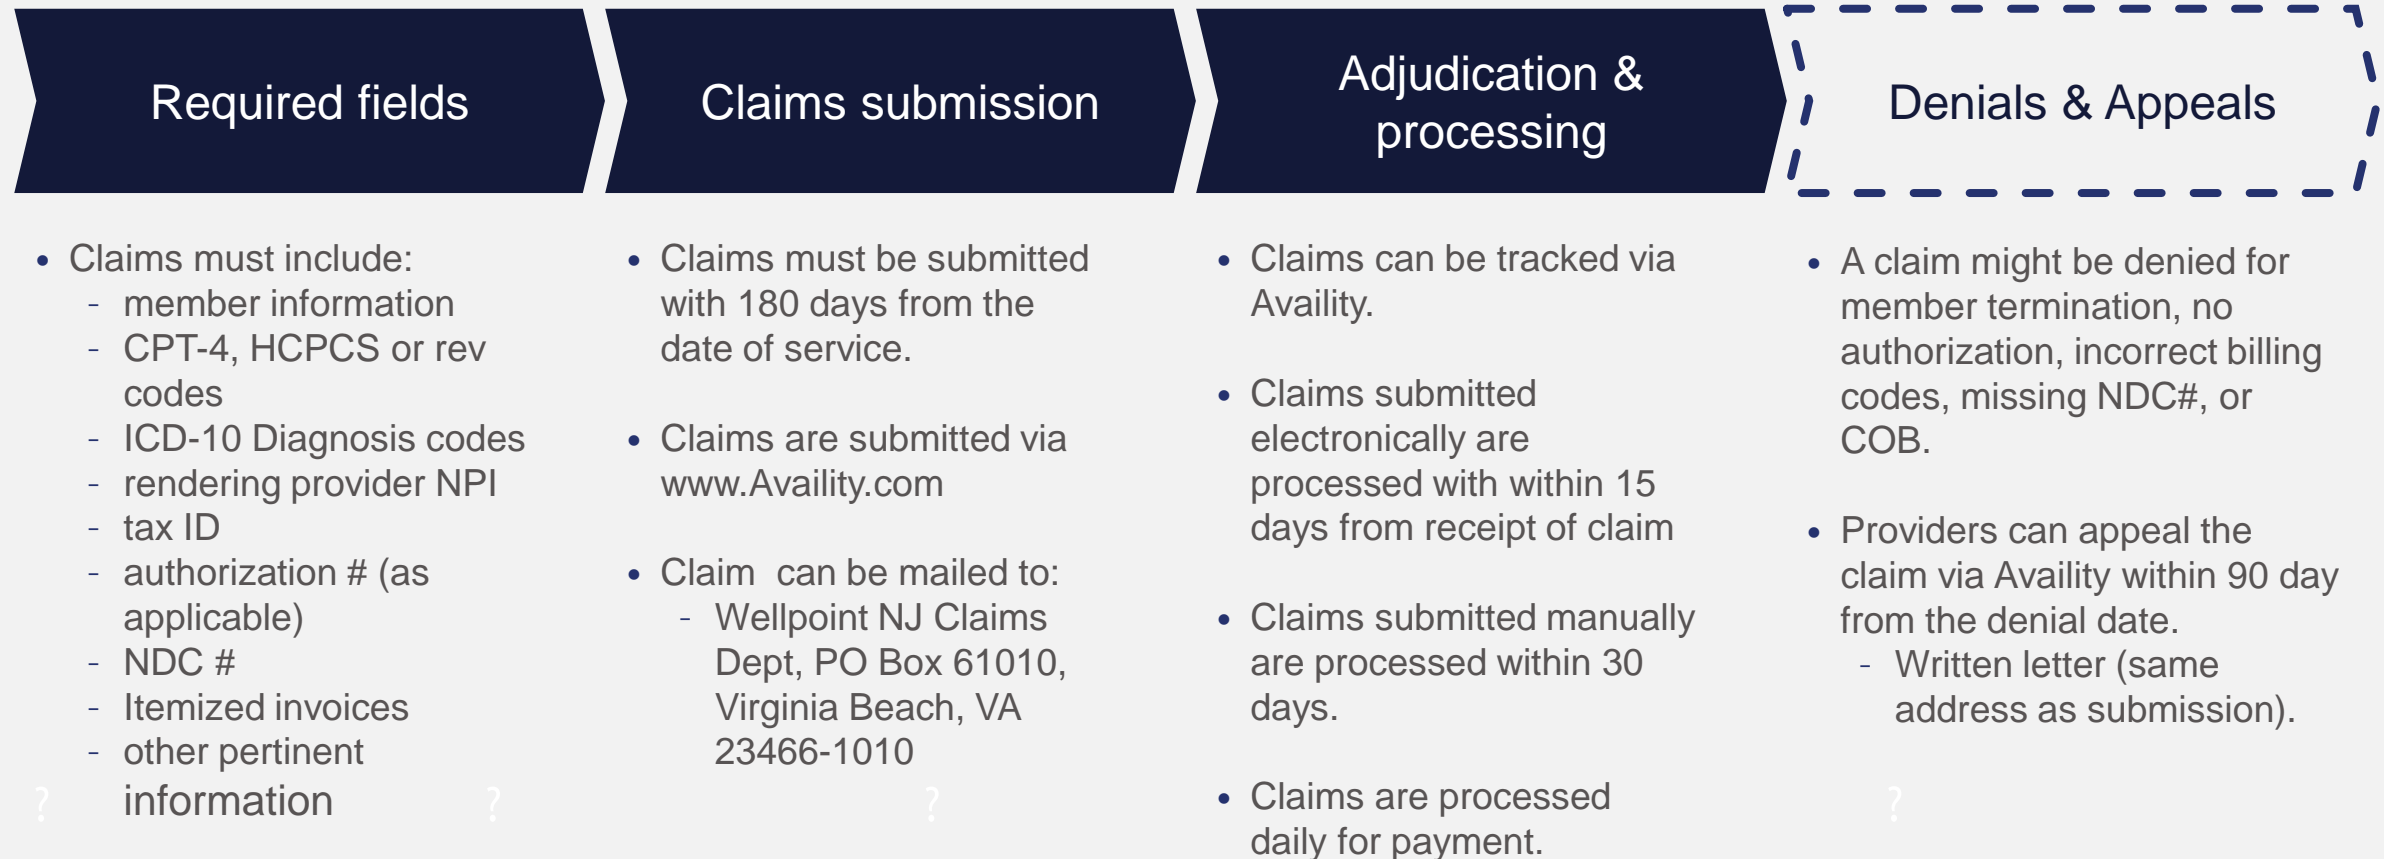 Required fields
• Claims must include:
- member information
- CPT-4, HCPCS or rev
codes
- ICD-10 Diagnosis codes
- rendering provider NPI
- tax ID
- authorization # (as
applicable)
- NDC #
- Itemized invoices
- other pertinent
information
? ?
Claims submission
• Claims must be submitted
with 180 days from the
date of service.
• Claims are submitted via
www.Availity.com
• Claim  can be mailed to:
- Wellpoint NJ Claims
Dept, PO Box 61010,
Virginia Beach, VA
23466-1010
?
Adjudication &
processing
• Claims can be tracked via
Availity.
• Claims submitted
electronically are
processed with within 15
days from receipt of claim
• Claims submitted manually
are processed within 30
days.
• Claims are processed
daily for payment.
Denials & Appeals
• A claim might be denied for
member termination, no
authorization, incorrect billing
codes, missing NDC#, or
COB.
• Providers can appeal the
claim via Availity within 90 day
from the denial date.
- Written letter (same
address as submission).
?